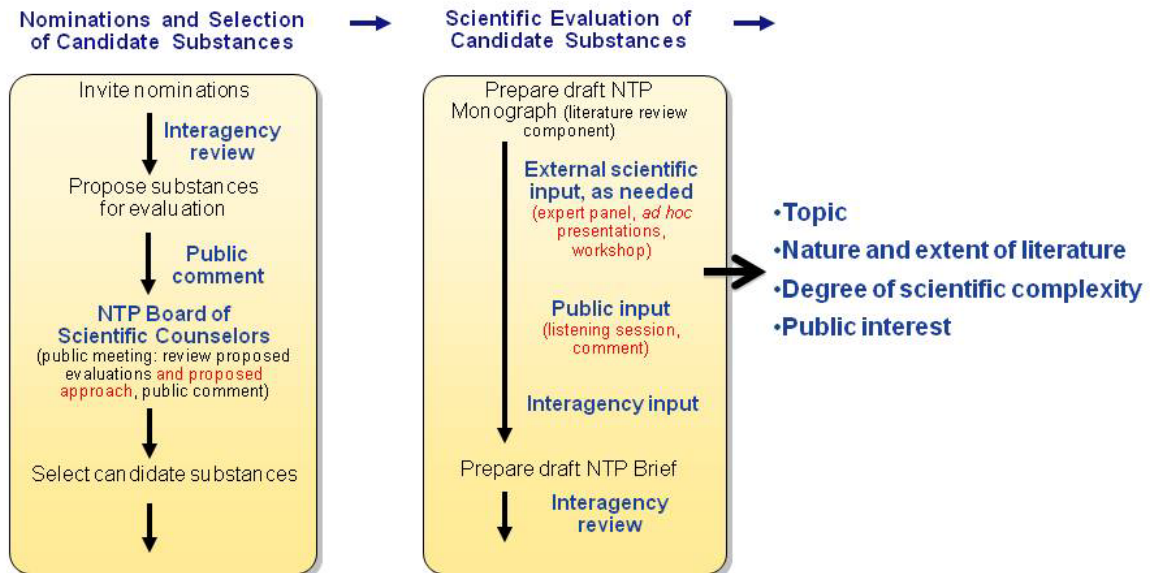 Nominations and Selection
of Candidate Substances
Invite nominations
Interagency
review
Propose substances
for evaluation
Public
comment
NTP Board of
Scientific Counselors
(public meeting: review proposed
evaluations and proposed
approach, public comment)
Select candidate substances
Scientific Evaluation of
Candidate Substances
Prepare draft NTP
Monograph (literature review
component)
External scientific
input, as needed
(expert panel, ad hoc
presentations,
workshop)
Public input
(listening session,
comment)
Interagency input
Prepare draft NTP Brief
Interagency
review
•Topic
•Nature and extent of literature
•Degree of scientific complexity
•Public interest